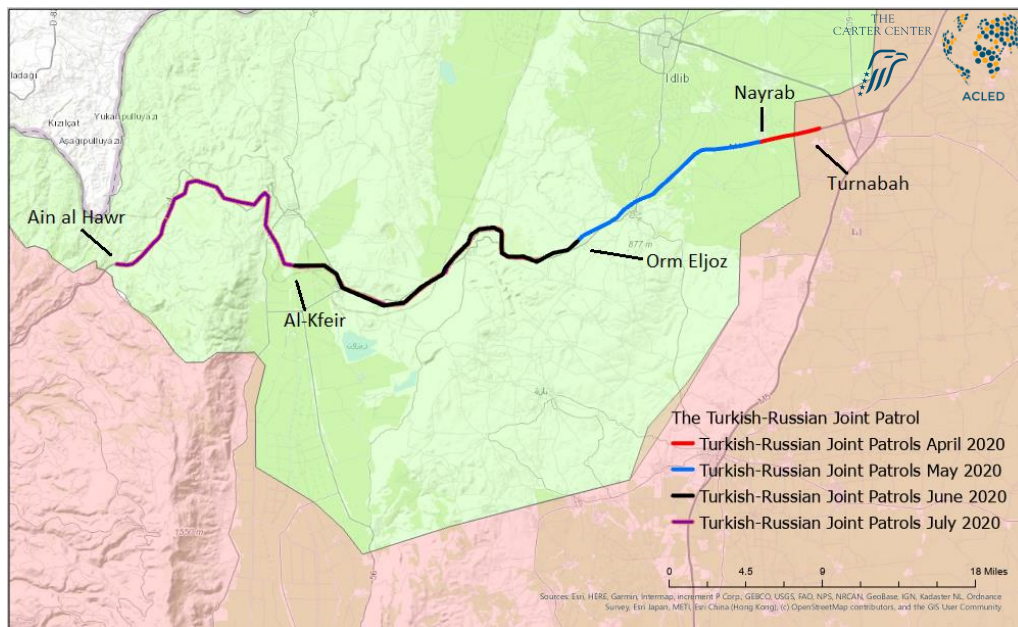 THE
CARTER CENTER
ACLED
Idlib
Kızılçat
Yukarıpulluyazı
Aşağıpulluyazı
Nayrab
Turnabah
Ain al Hawr
877 m
Orm Eljoz
Al-Kfeir
The Turkish-Russian Joint Patrol
Turkish-Russian Joint Patrols April 2020
Turkish-Russian Joint Patrols May 2020
Turkish-Russian Joint Patrols June 2020
Turkish-Russian Joint Patrols July 2020
0 4.5 9 18 Miles
Sources: Esri, HERE, Garmin, Intermap, increment P Corp., GEBCO, USGS, FAO, NPS, NRCAN, GeoBase, IGN, Kadaster NL, Ordnance
Survey, Esri Japan, METI, Esri China (Hong Kong), (c) OpenStreetMap contributors, and the GIS User Community